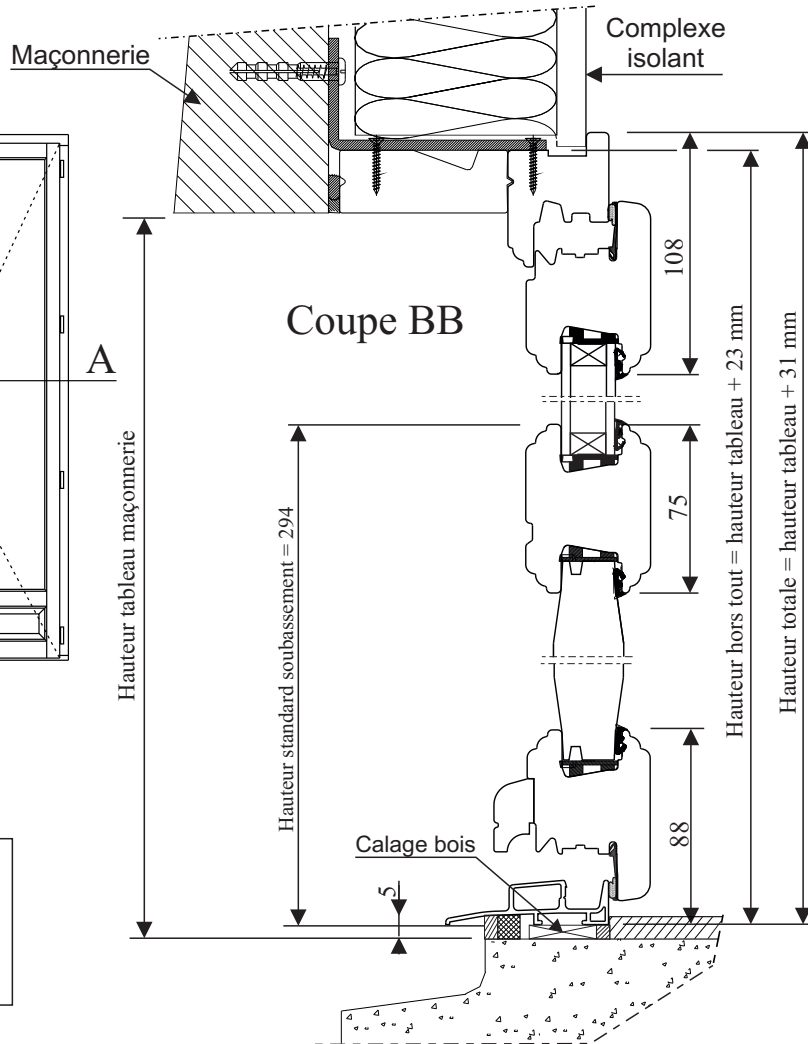 Maçonnerie
Complexe
isolant
Coupe BB
A
108
75
88
5
Hauteur tableau maçonnerie
Hauteur standard soubassement = 294
Hauteur hors tout = hauteur tableau + 23 mm
Hauteur totale = hauteur tableau + 31 mm
Calage bois